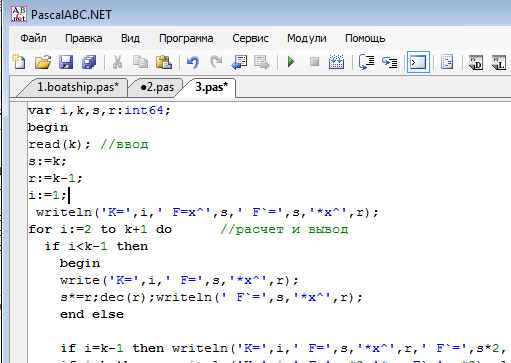 PascalABC.NET
Файл Правка Вид Программа Сервис Модули Помощь
1.boatship.pas* ●2.pas 3.pas*
var i,k,s,r:int64;
begin
read(k); //ввод
s:=k;
r:=k-1;
i:=1;
writeln('K=',i,' F=x^',s,' F`=',s,'*x^',r);
for i:=2 to k+1 do //расчет и вывод
if i<k-1 then
begin
write('K=',i,' F=',s,'*x^',r);
s*=r;dec(r);writeln(' F`=',s,'*x^',r);
end else
if i=k-1 then writeln('K=',i,' F=',s,'*x^',r,' F`=',s*2,